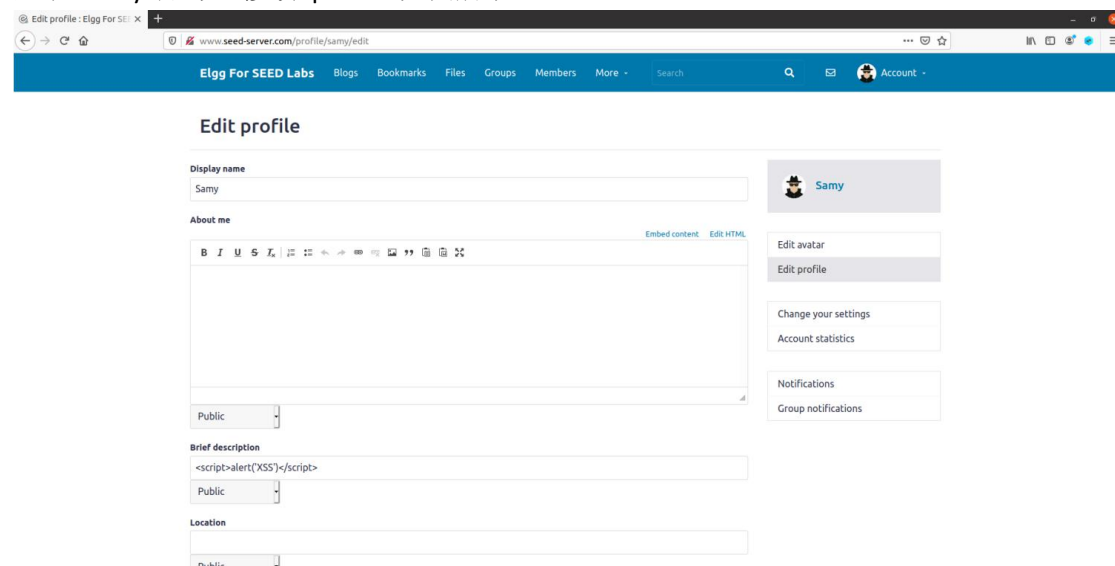 Edit profile : Elgg For SE
www.seed-server.com/profile/samy/edit
Elgg For SEED Labs Blogs Bookmarks Files Groups Members More Search Account
Edit profile
Display name
Samy
Samy
About me
Embed content Edit HTML
B I U S Ix
Edit avatar
Edit profile
Change your settings
Account statistics
Notifications
Group notifications
Public
Brief description
<script>alert('XSS')</script>
Public
Location
Public